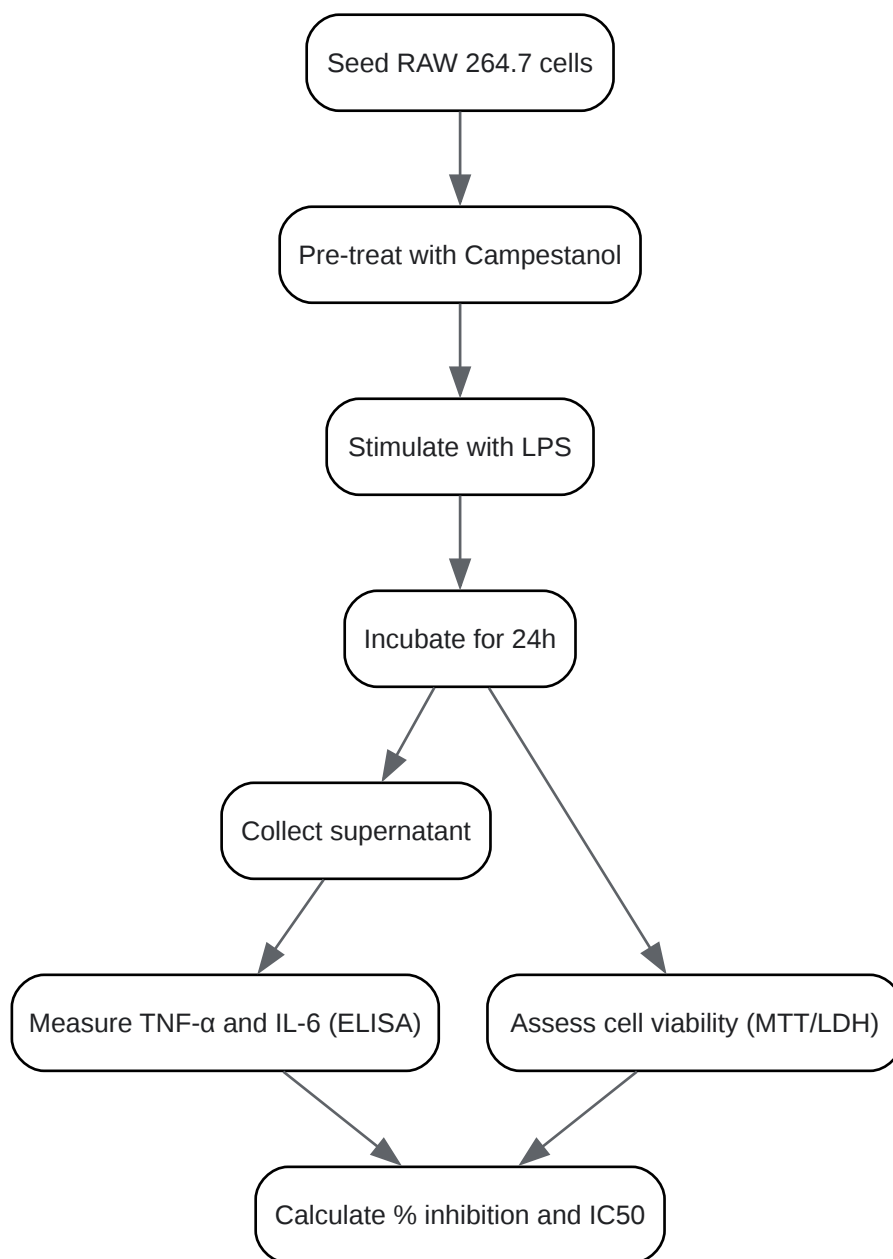 Seed RAW 264.7 cells
Pre-treat with Campestanol
Stimulate with LPS
Incubate for 24h
Collect supernatant
Measure TNF-α and IL-6 (ELISA)
Assess cell viability (MTT/LDH)
Calculate % inhibition and IC50